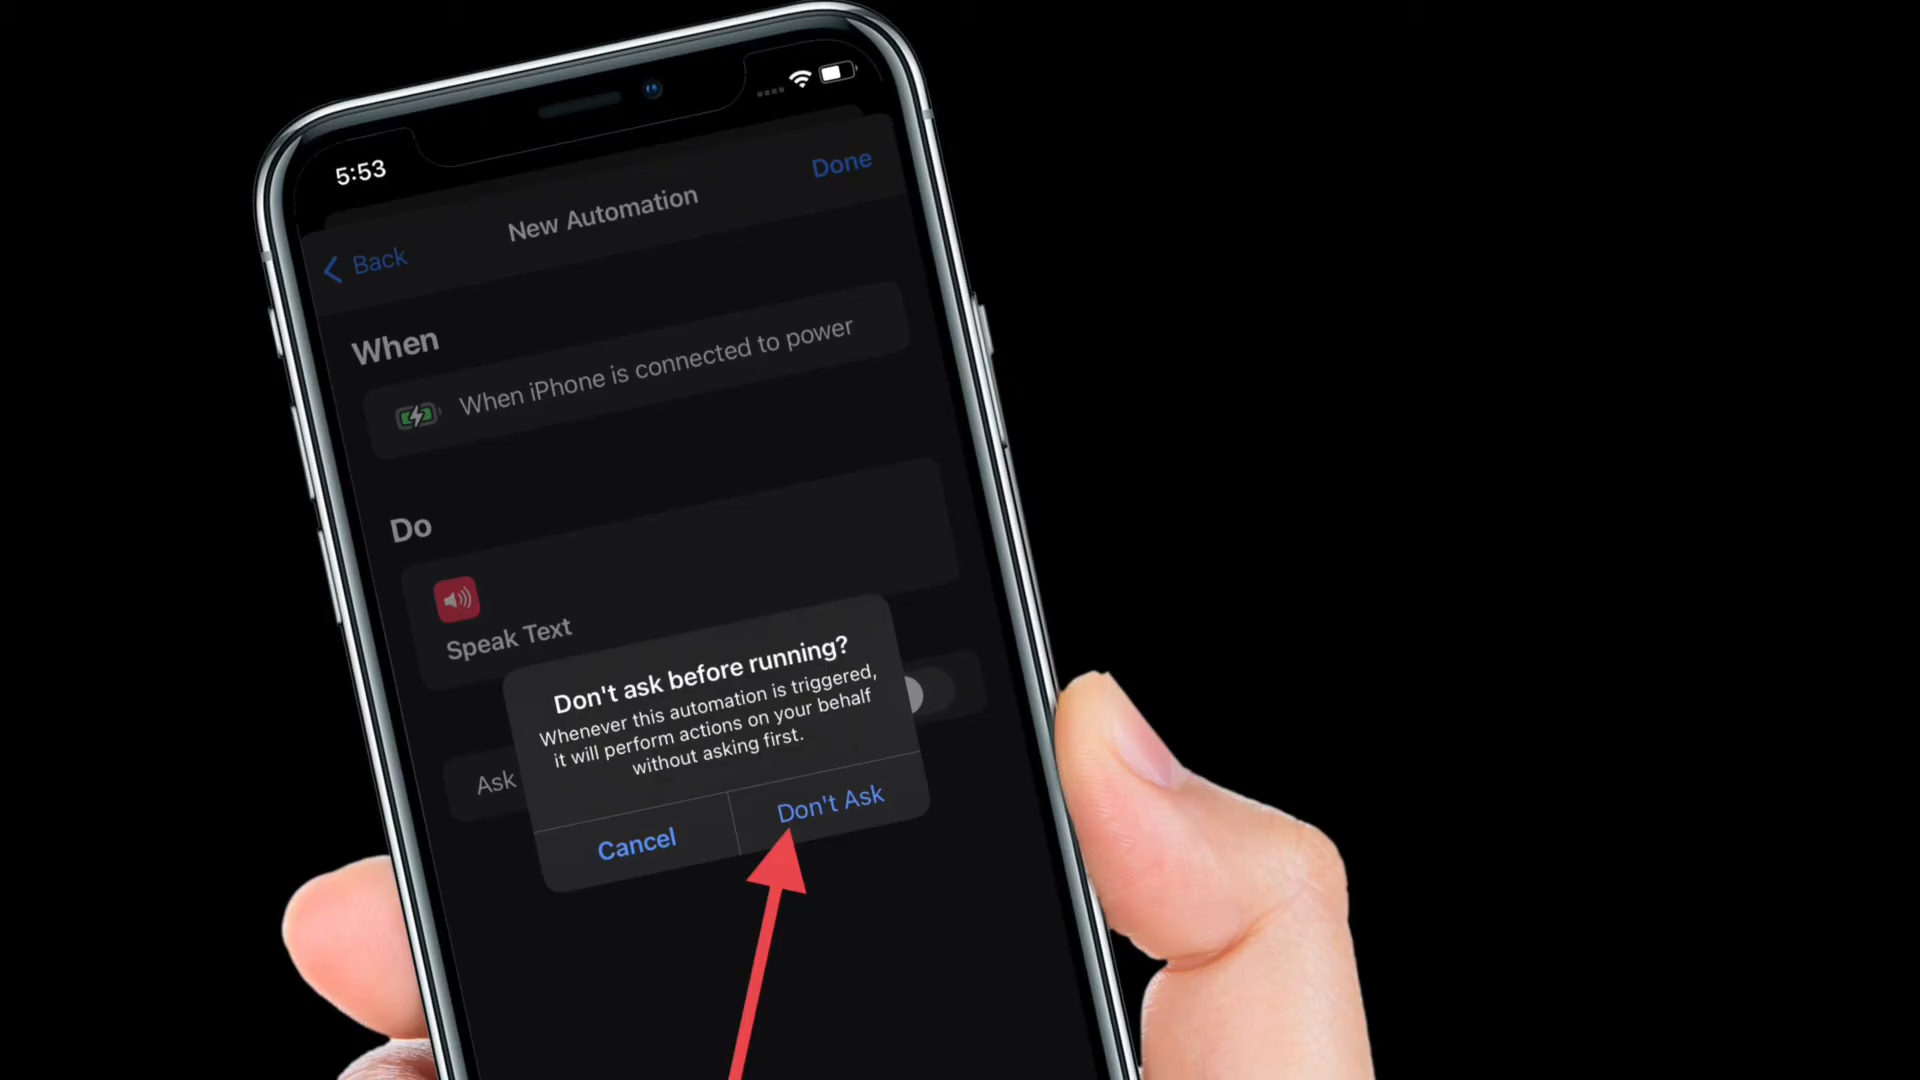 5:53
Done
New Automation
Back
When
When iPhone is connected to power
Do
Speak Text
Don't ask before running?
Whenever this automation is triggered,
it will perform actions on your behalf
without asking first.
Ask
Cancel
Don't Ask